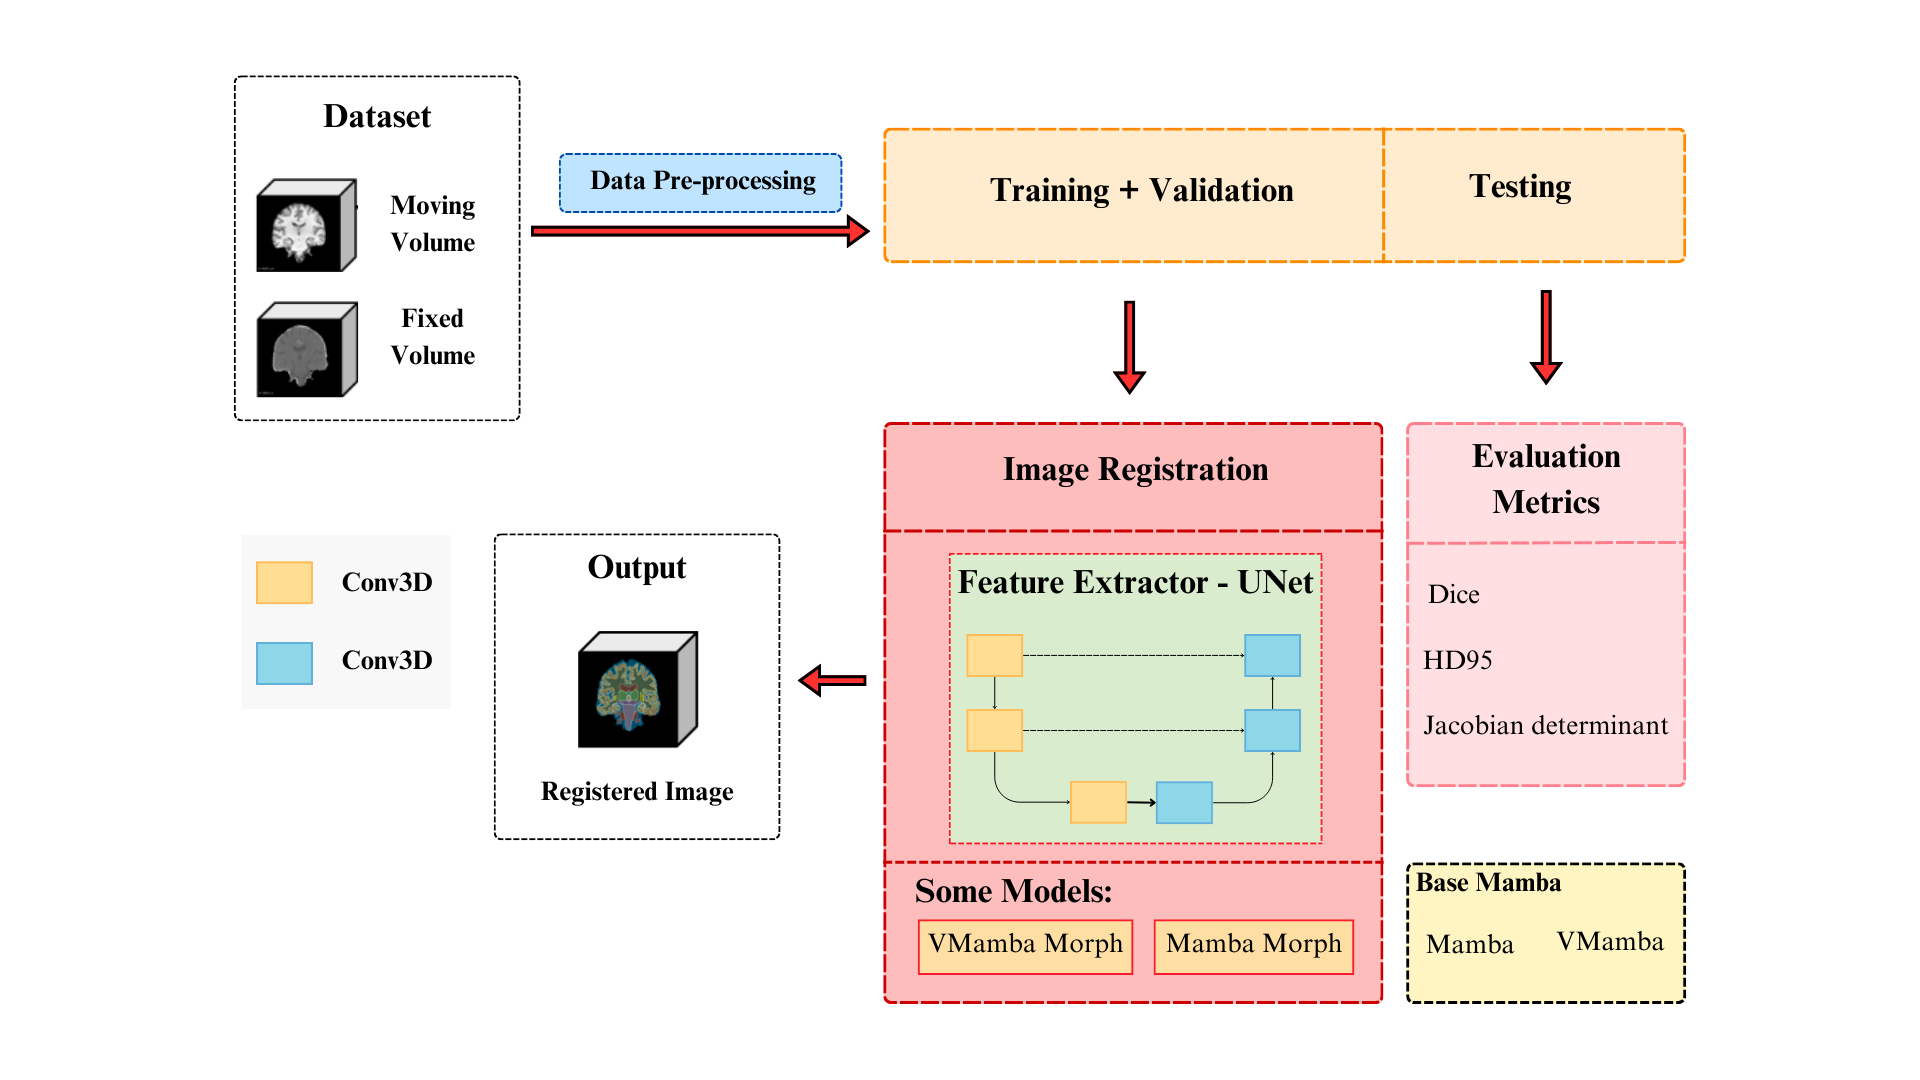 Dataset
Moving
Volume
Fixed
Volume
Data Pre-processing
Training + Validation
Testing
Image Registration
Feature Extractor - UNet
Some Models:
VMamba Morph
Mamba Morph
Evaluation
Metrics
Dice
HD95
Jacobian determinant
Base Mamba
Mamba
VMamba
Output
Registered Image
Conv3D
Conv3D